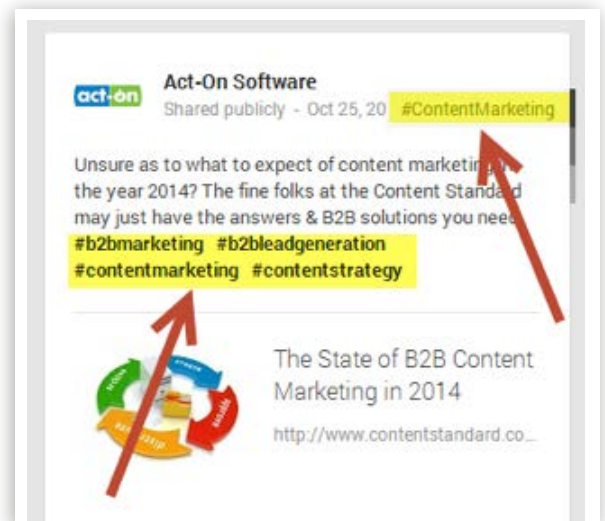 act-on
Act-On Software
Shared publicly - Oct 25, 20 #ContentMarketing
Unsure as to what to expect of content marketing
the year 2014? The fine folks at the Content Standard
may just have the answers & B2B solutions you need
#b2bmarketing #b2bleadgeneration
#contentmarketing #contentstrategy
The State of B2B Content
Marketing in 2014
http://www.contentstandard.co...